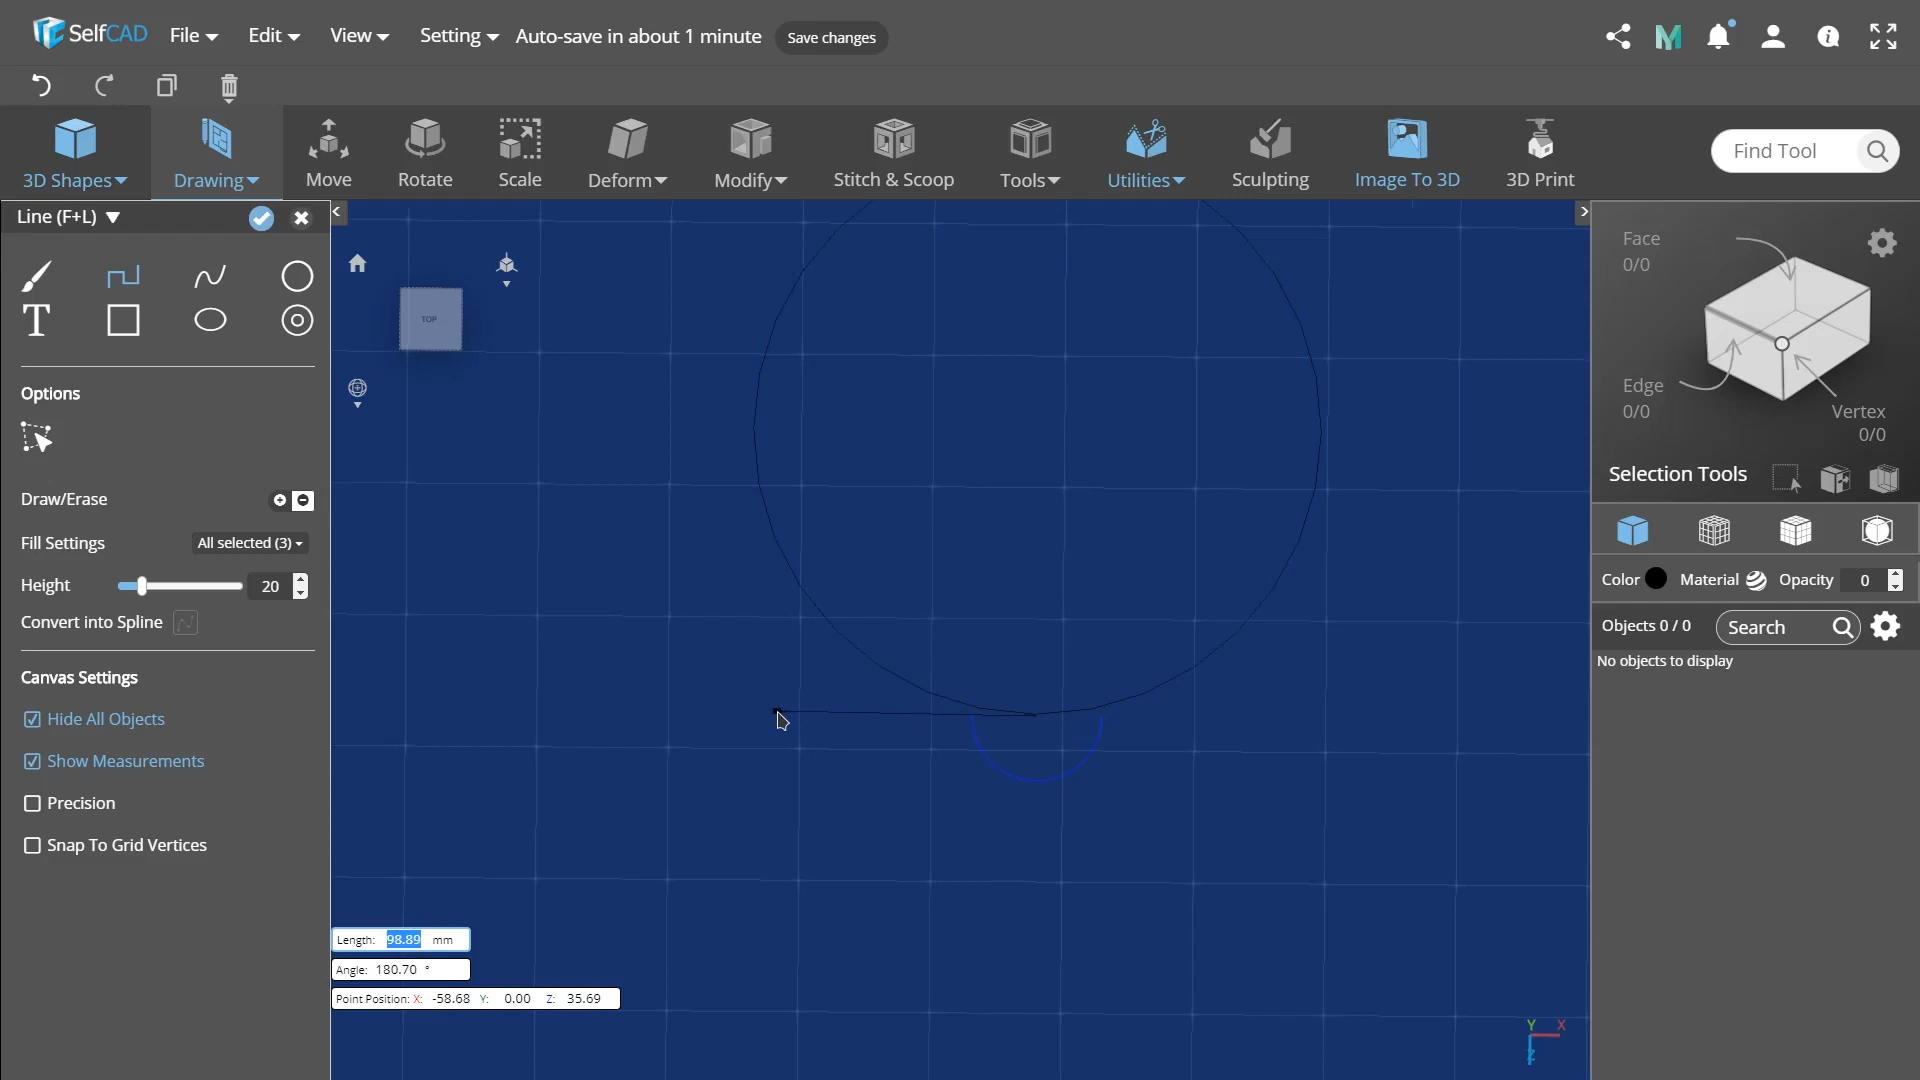 SelfCAD File Edit View Setting Auto-save in about 1 minute Save changes
3D Shapes Drawing Move Rotate Scale Deform Modify Stitch & Scoop Tools Utilities Sculpting Image To 3D 3D Print Find Tool
Line (F+L)
T
Options
Draw/Erase
Fill Settings All selected (3)
Height 20
Convert into Spline
Canvas Settings
Hide All Objects
Show Measurements
Precision
Snap To Grid Vertices
TOP
Length: 98.89 mm
Angle: 180.70 °
Point Position: X: -58.68 Y: 0.00 Z: 35.69
Y X
Z
Face
0/0
Edge
0/0
Vertex
0/0
Selection Tools
Color Material Opacity 0
Objects 0 / 0 Search
No objects to display